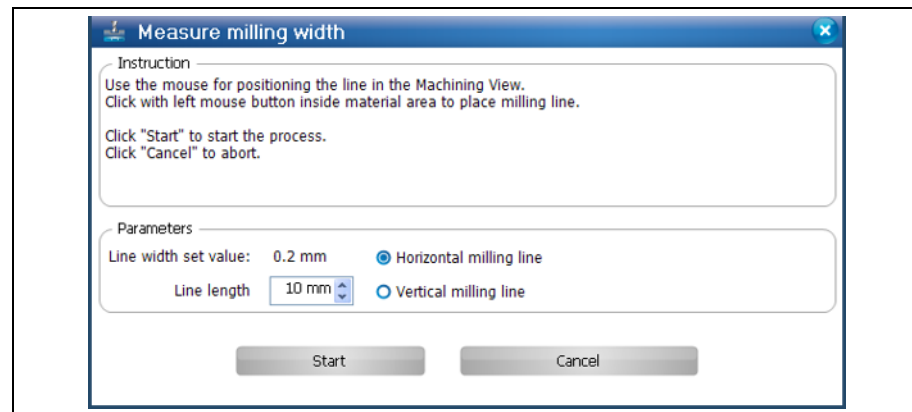 Measure milling width
Instruction
Use the mouse for positioning the line in the Machining View.
Click with left mouse button inside material area to place milling line.
Click "Start" to start the process.
Click "Cancel" to abort.
Parameters
Line width set value: 0.2 mm Horizontal milling line
Line length 10 mm Vertical milling line
Start Cancel